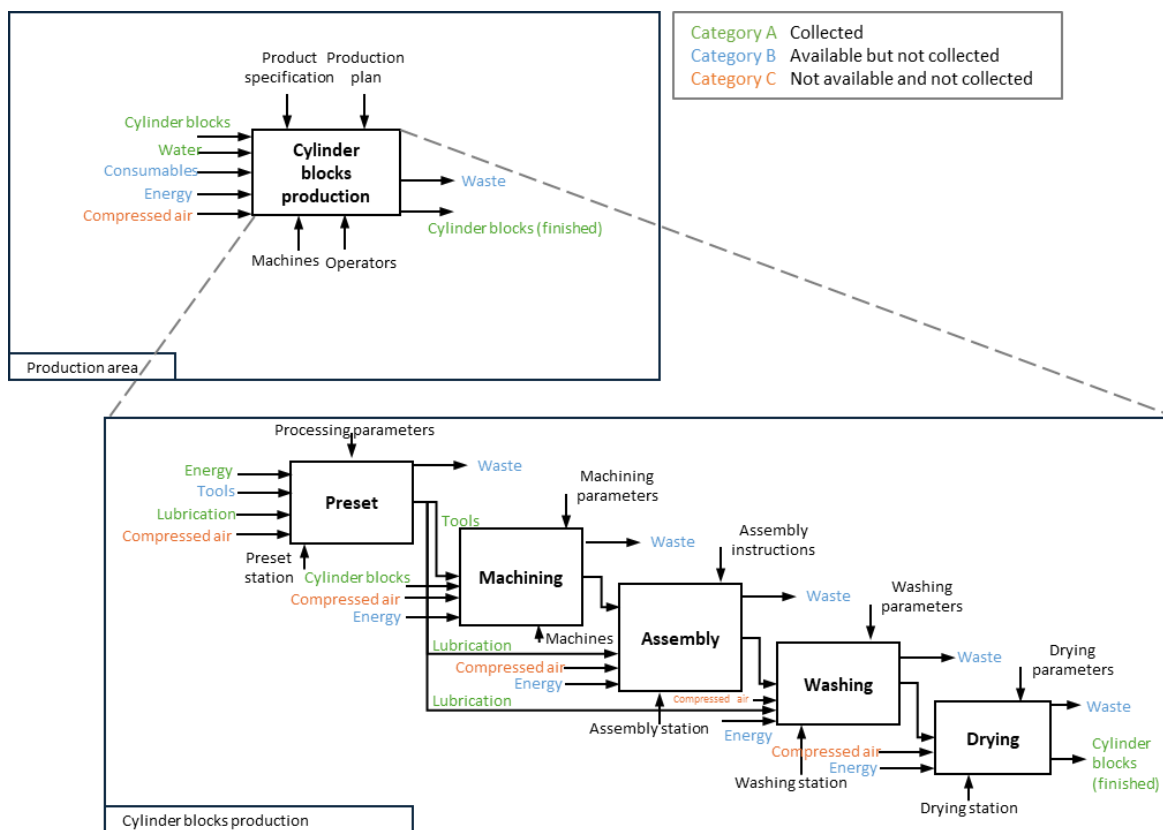 Category A Collected
Category B Available but not collected
Category C Not available and not collected
Product
specification
Production
plan
Cylinder blocks
Water
Consumables
Energy
Compressed air
Cylinder
blocks
production
Waste
Cylinder blocks (finished)
Machines
Operators
Production area
Processing parameters
Energy
Tools
Lubrication
Compressed air
Preset
Waste
Preset
station
Tools
Machining
parameters
Cylinder blocks
Compressed air
Energy
Machining
Waste
Machines
Assembly
instructions
Lubrication
Compressed air
Energy
Assembly
Waste
Assembly station
Washing
parameters
Lubrication
Compressed air
Energy
Washing
Waste
Washing station
Drying
parameters
Compressed air
Energy
Drying
Waste
Cylinder
blocks
(finished)
Drying station
Cylinder blocks production